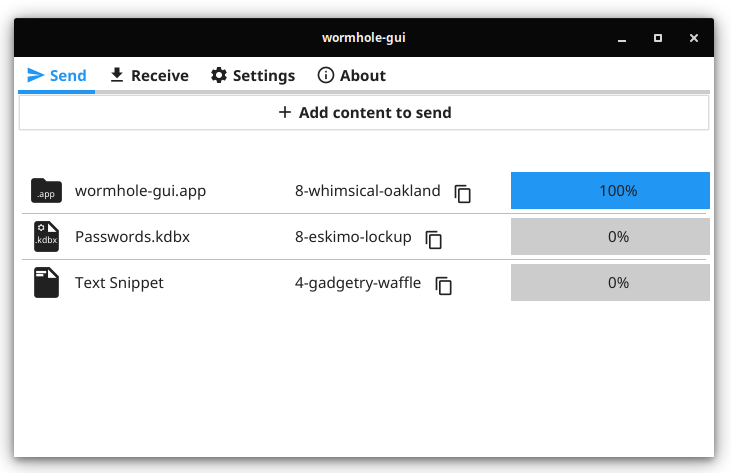 wormhole-gui
Send Receive Settings About
Add content to send
.app wormhole-gui.app 8-whimsical-oakland 100%
.kdbx Passwords.kdbx 8-eskimo-lockup 0%
Text Snippet 4-gadgetry-waffle 0%